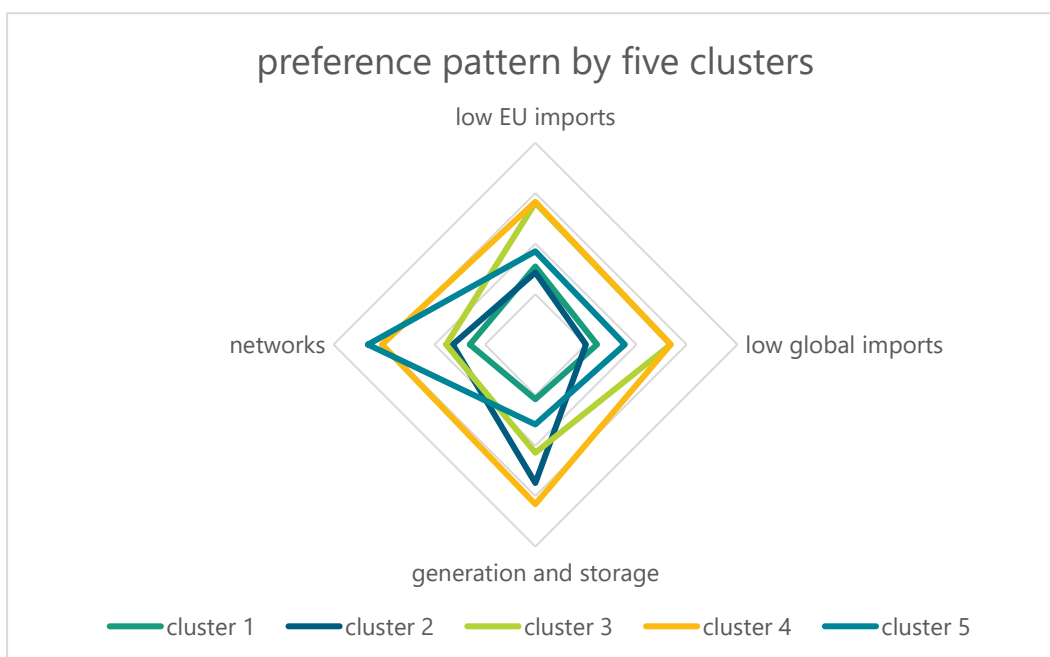 preference pattern by five clusters
low EU imports
networks
low global imports
generation and storage
cluster 1 cluster 2 cluster 3 cluster 4 cluster 5